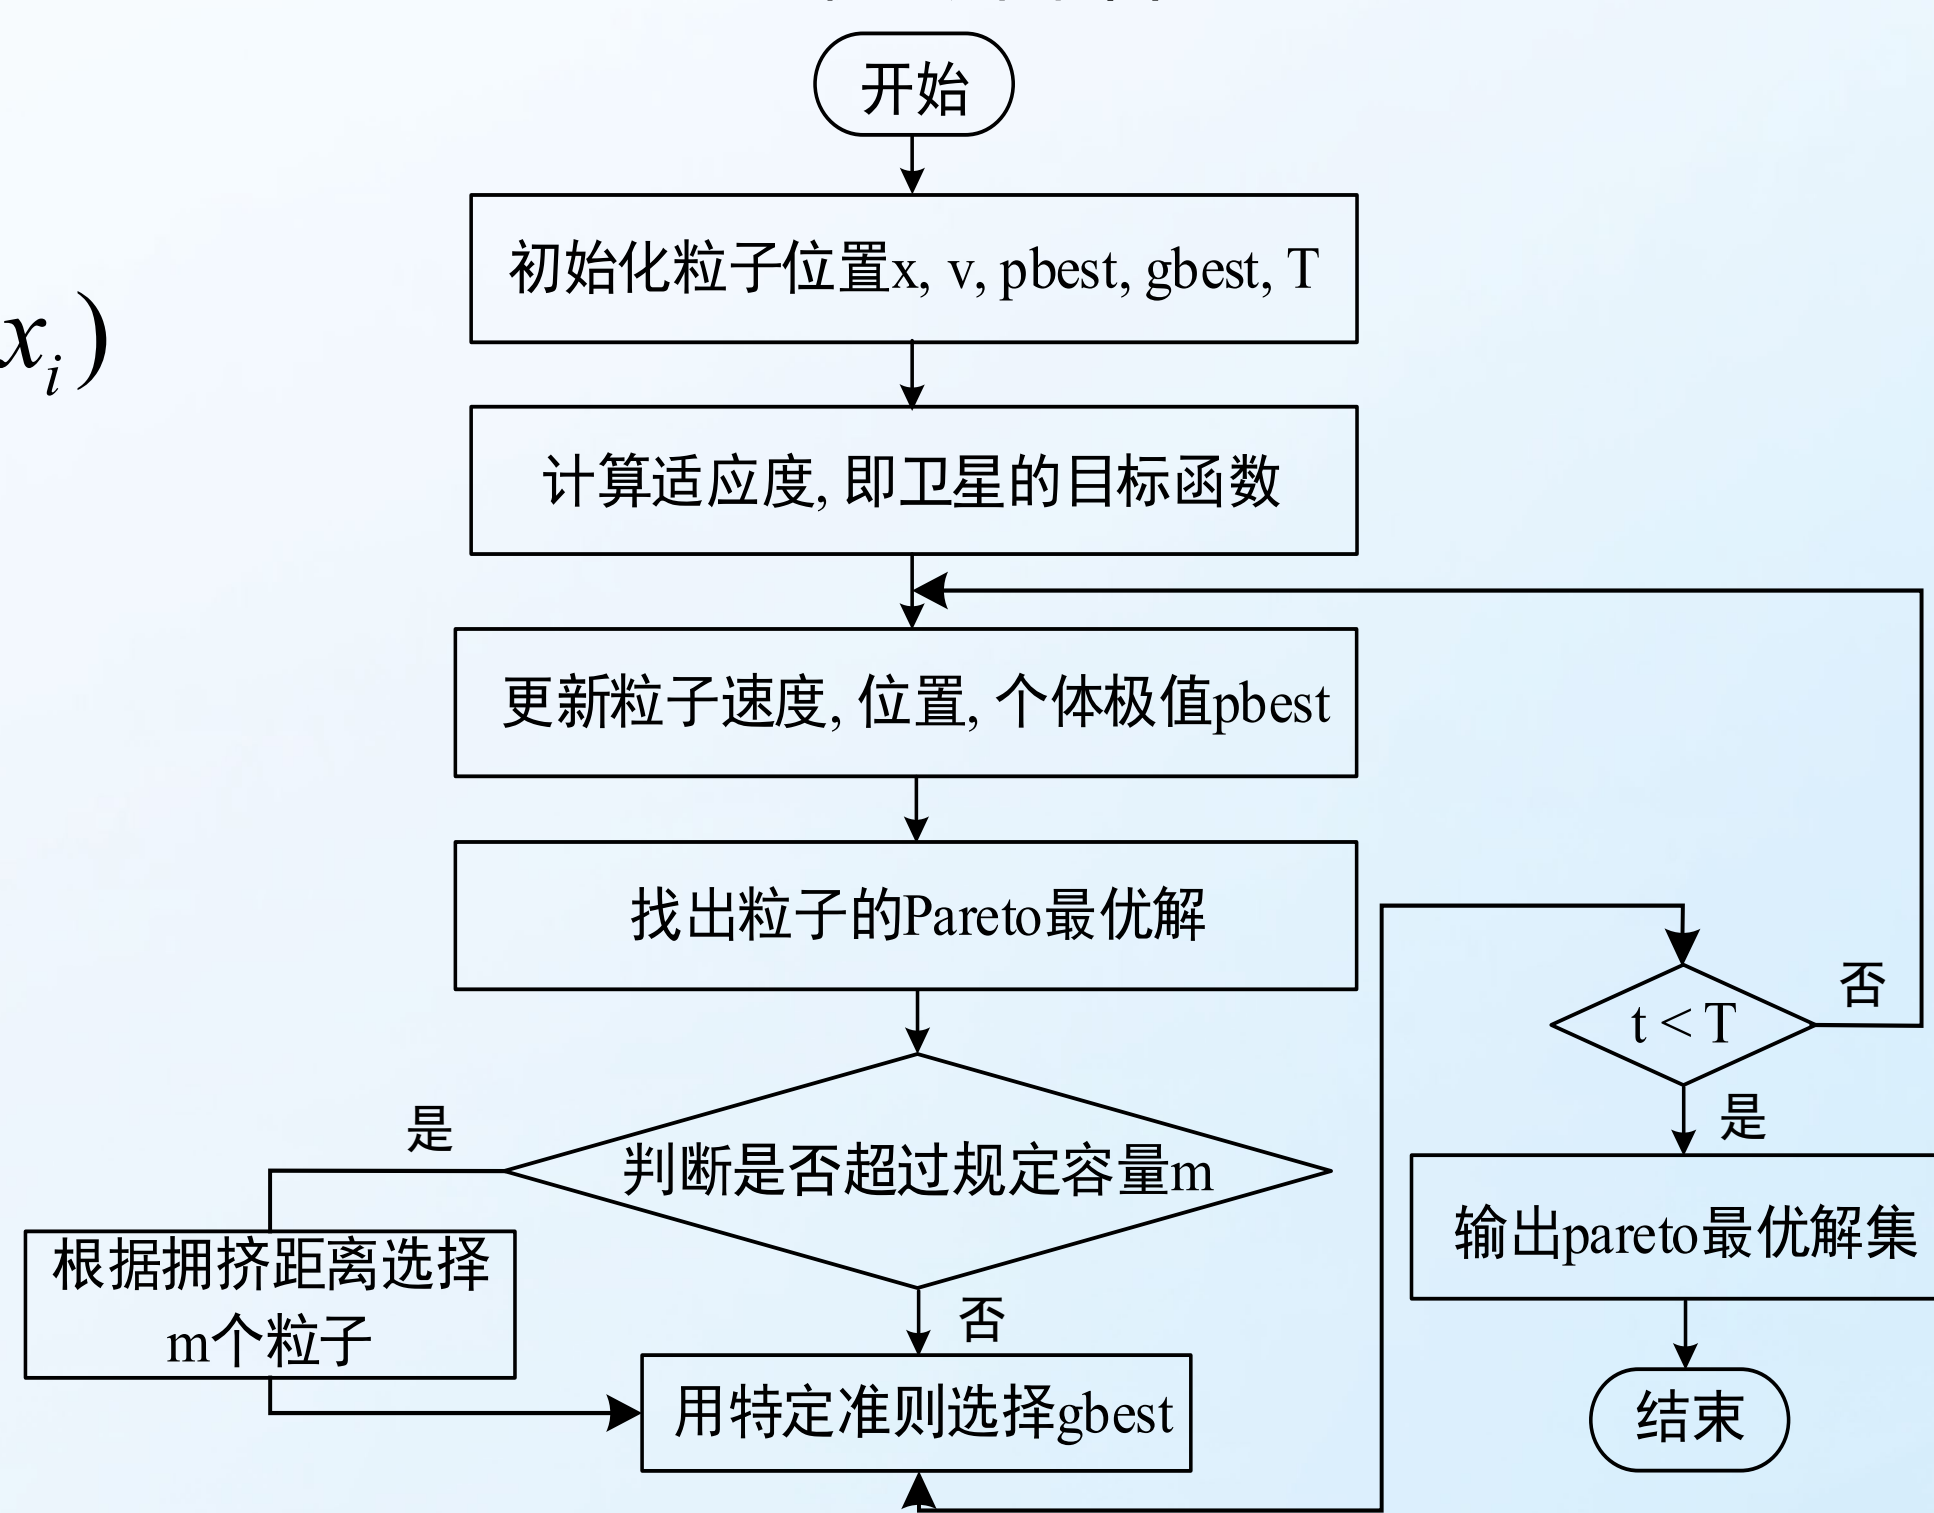 开始
初始化粒子位置x, v, pbest, gbest, T
x_i)
计算适应度, 即卫星的目标函数
更新粒子速度, 位置, 个体极值pbest
找出粒子的Pareto最优解
否
t < T
是
是
判断是否超过规定容量m
输出pareto最优解集
根据拥挤距离选择
m个粒子
否
用特定准则选择gbest
结束